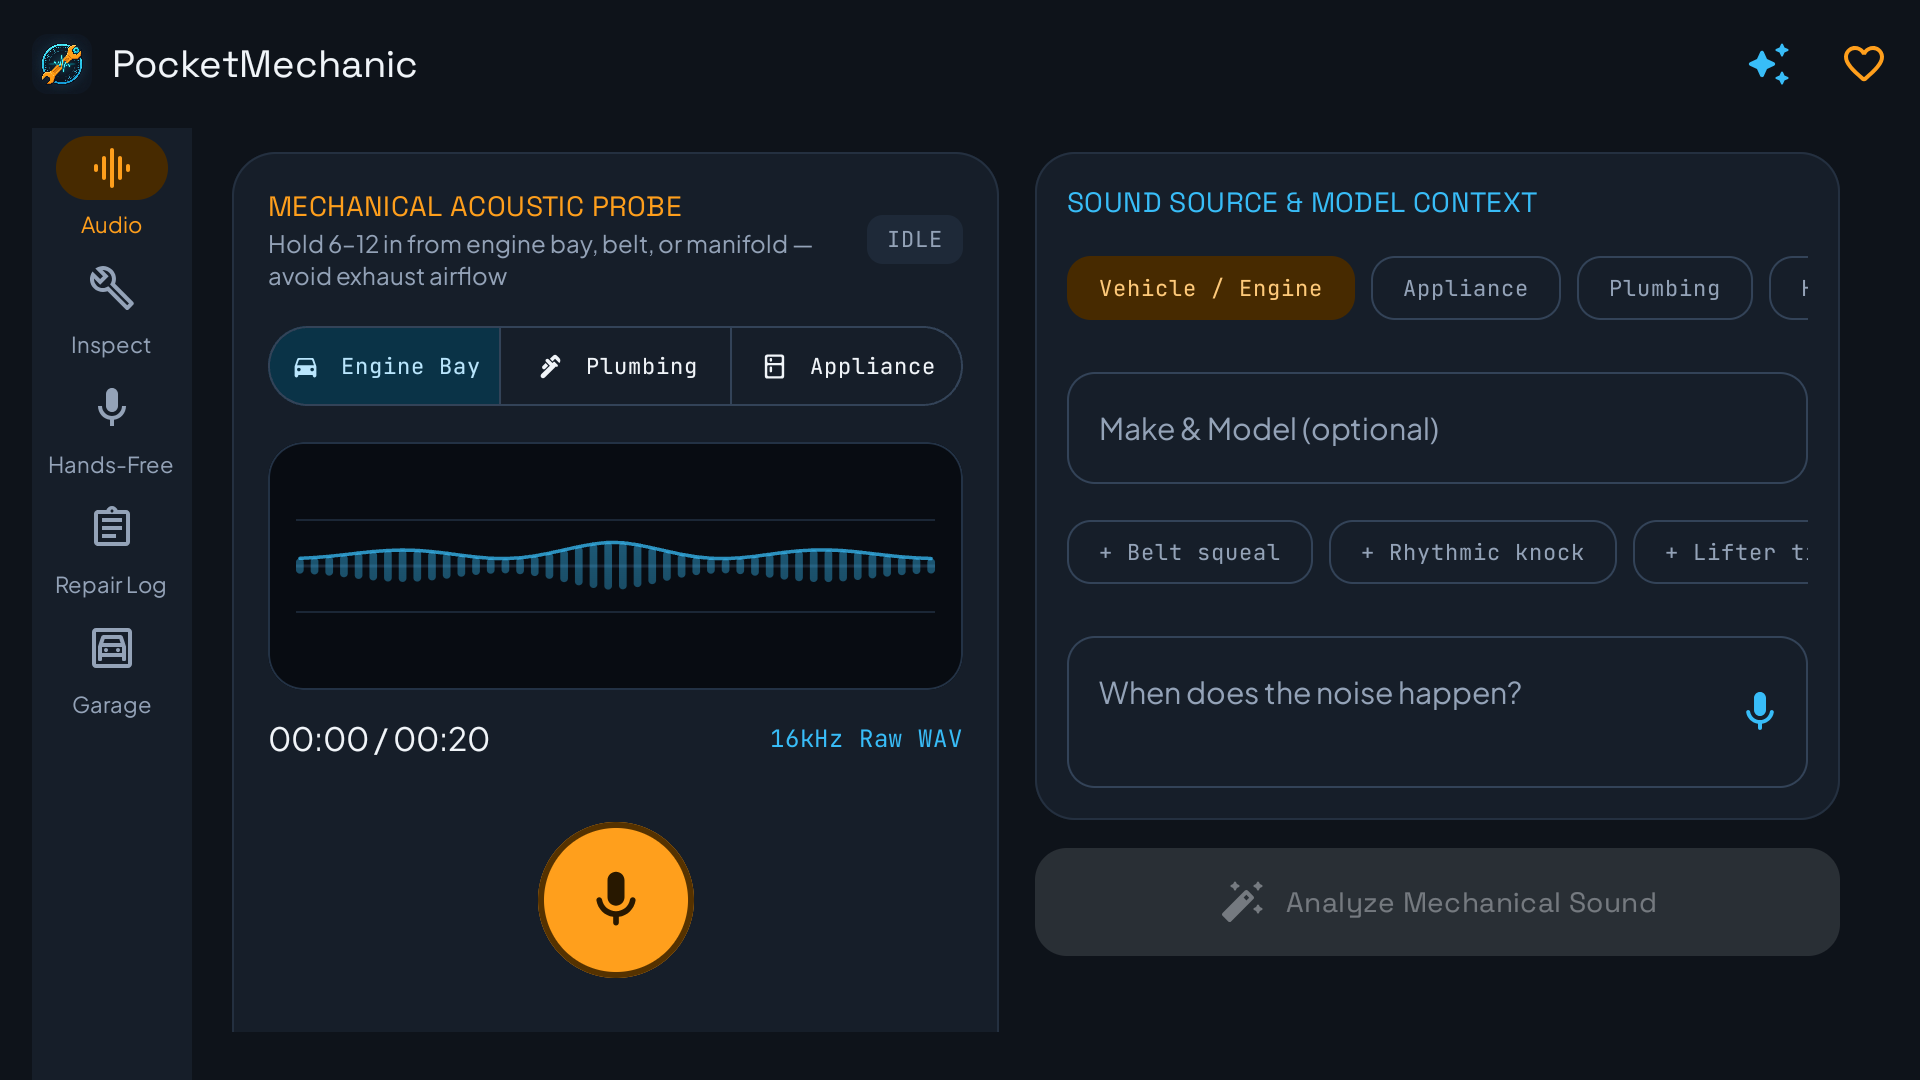 PocketMechanic
Audio
Inspect
Hands-Free
Repair Log
Garage
MECHANICAL ACOUSTIC PROBE
Hold 6–12 in from engine bay, belt, or manifold —
avoid exhaust airflow
IDLE
Engine Bay
Plumbing
Appliance
00:00 / 00:20
16kHz Raw WAV
SOUND SOURCE & MODEL CONTEXT
Vehicle / Engine
Appliance
Plumbing
Make & Model (optional)
+ Belt squeal
+ Rhythmic knock
+ Lifter
When does the noise happen?
Analyze Mechanical Sound